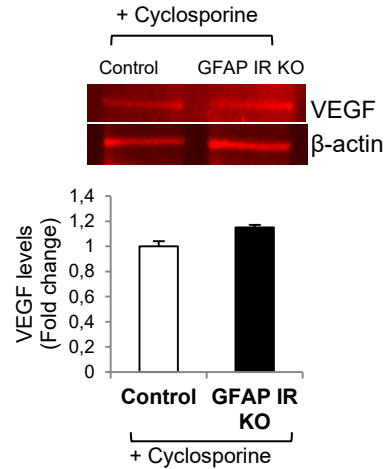 + Cyclosporine
Control GFAP IR KO
VEGF
β-actin
VEGF levels
(Fold change)
1,4
1,2
1
0,8
0,6
0,4
0,2
0
Control GFAP IR
KO
+ Cyclosporine